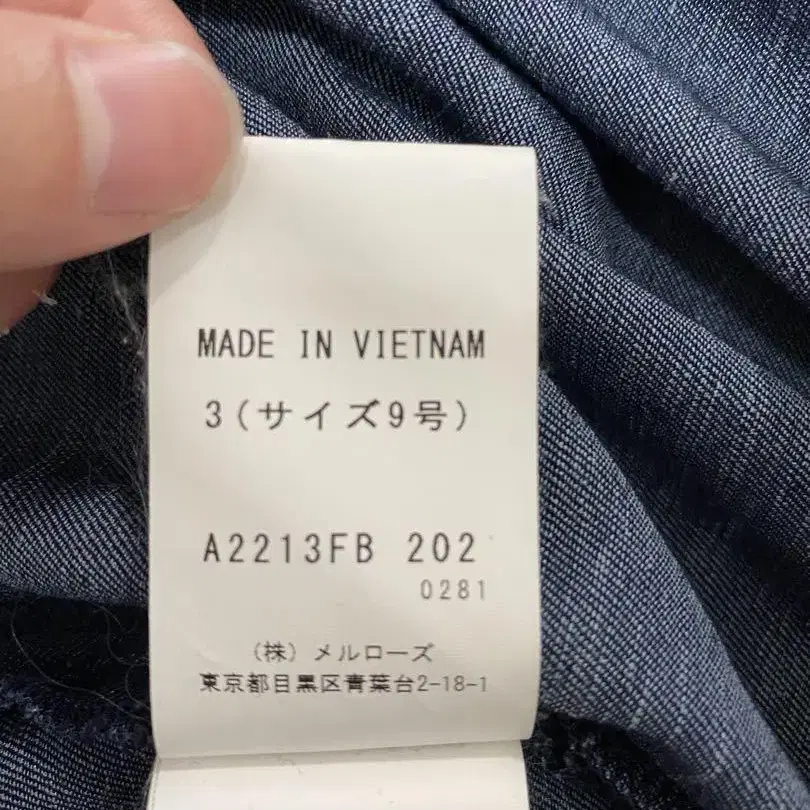 MADE IN VIETNAM
3(サイズ9号)
A2213FB 202
0281
(株)メルローズ
東京都目黒区青葉台2-18-1